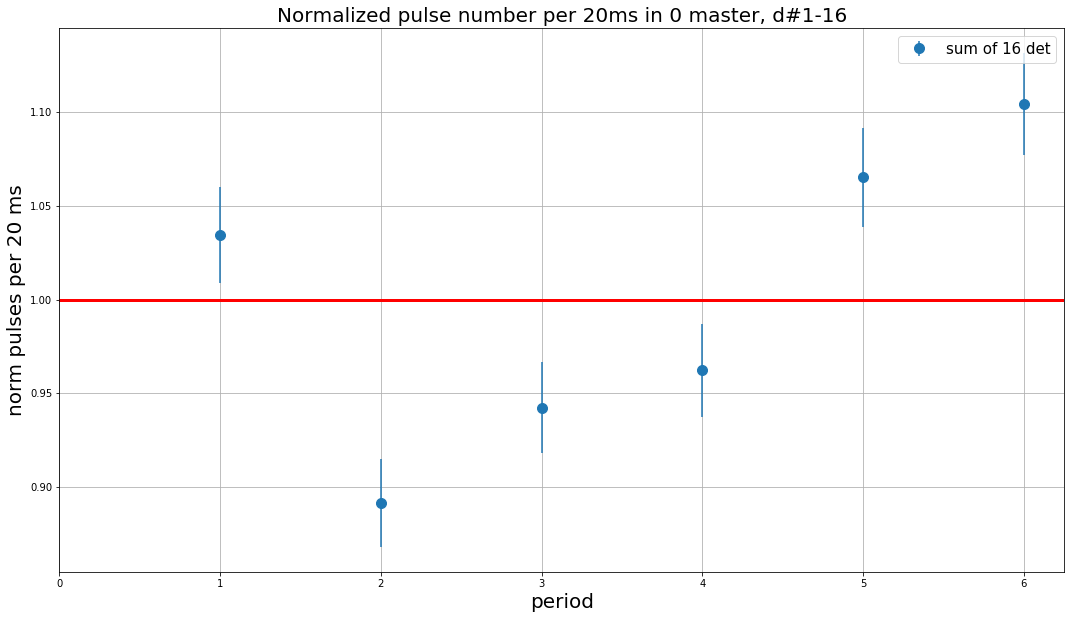 Normalized pulse number per 20ms in 0 master, d#1-16
sum of 16 det
norm pulses per 20 ms
1.10
1.05
1.00
0.95
0.90
0 1 2 3 4 5 6
period